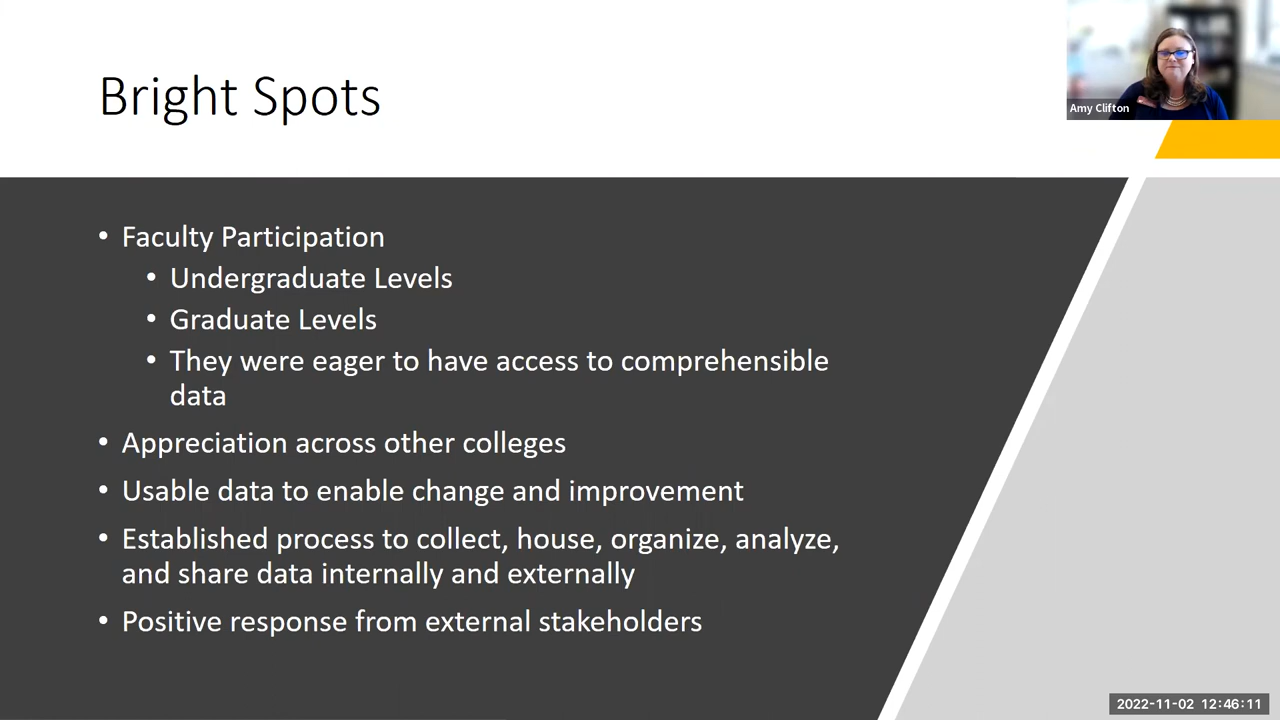 Bright Spots
Amy Clifton
• Faculty Participation
• Undergraduate Levels
• Graduate Levels
• They were eager to have access to comprehensible
data
• Appreciation across other colleges
• Usable data to enable change and improvement
• Established process to collect, house, organize, analyze,
and share data internally and externally
• Positive response from external stakeholders
2022-11-02 12:46:11